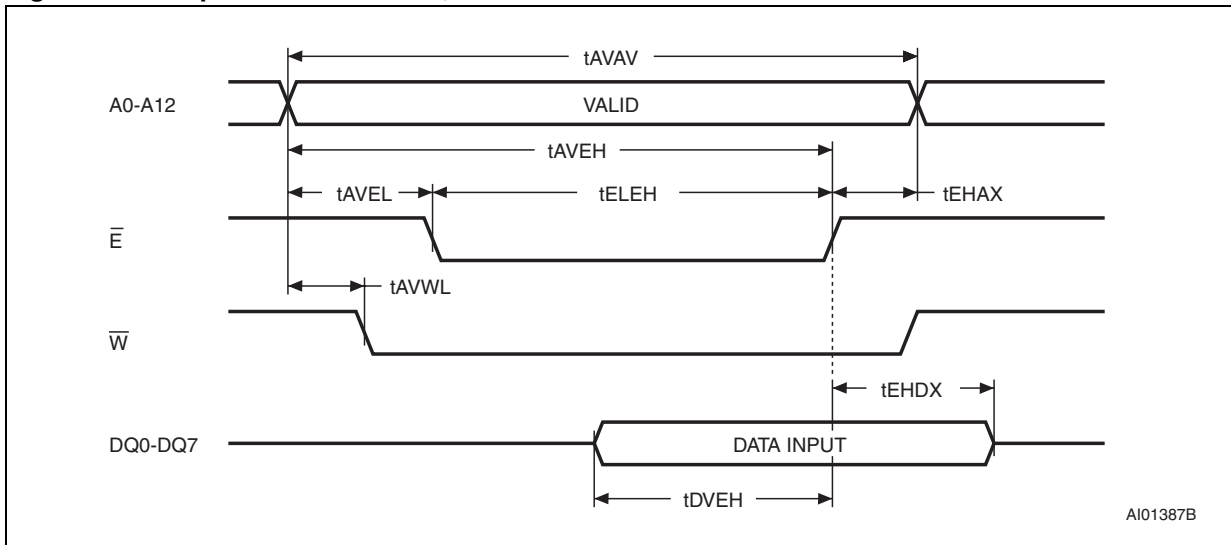 tAVAV
A0-A12 VALID
tAVEH
tAVEL tELEH tEHAX
E̅
tAVWL
W̅
tEHDX
DQ0-DQ7 DATA INPUT
tDVEH
AI01387B